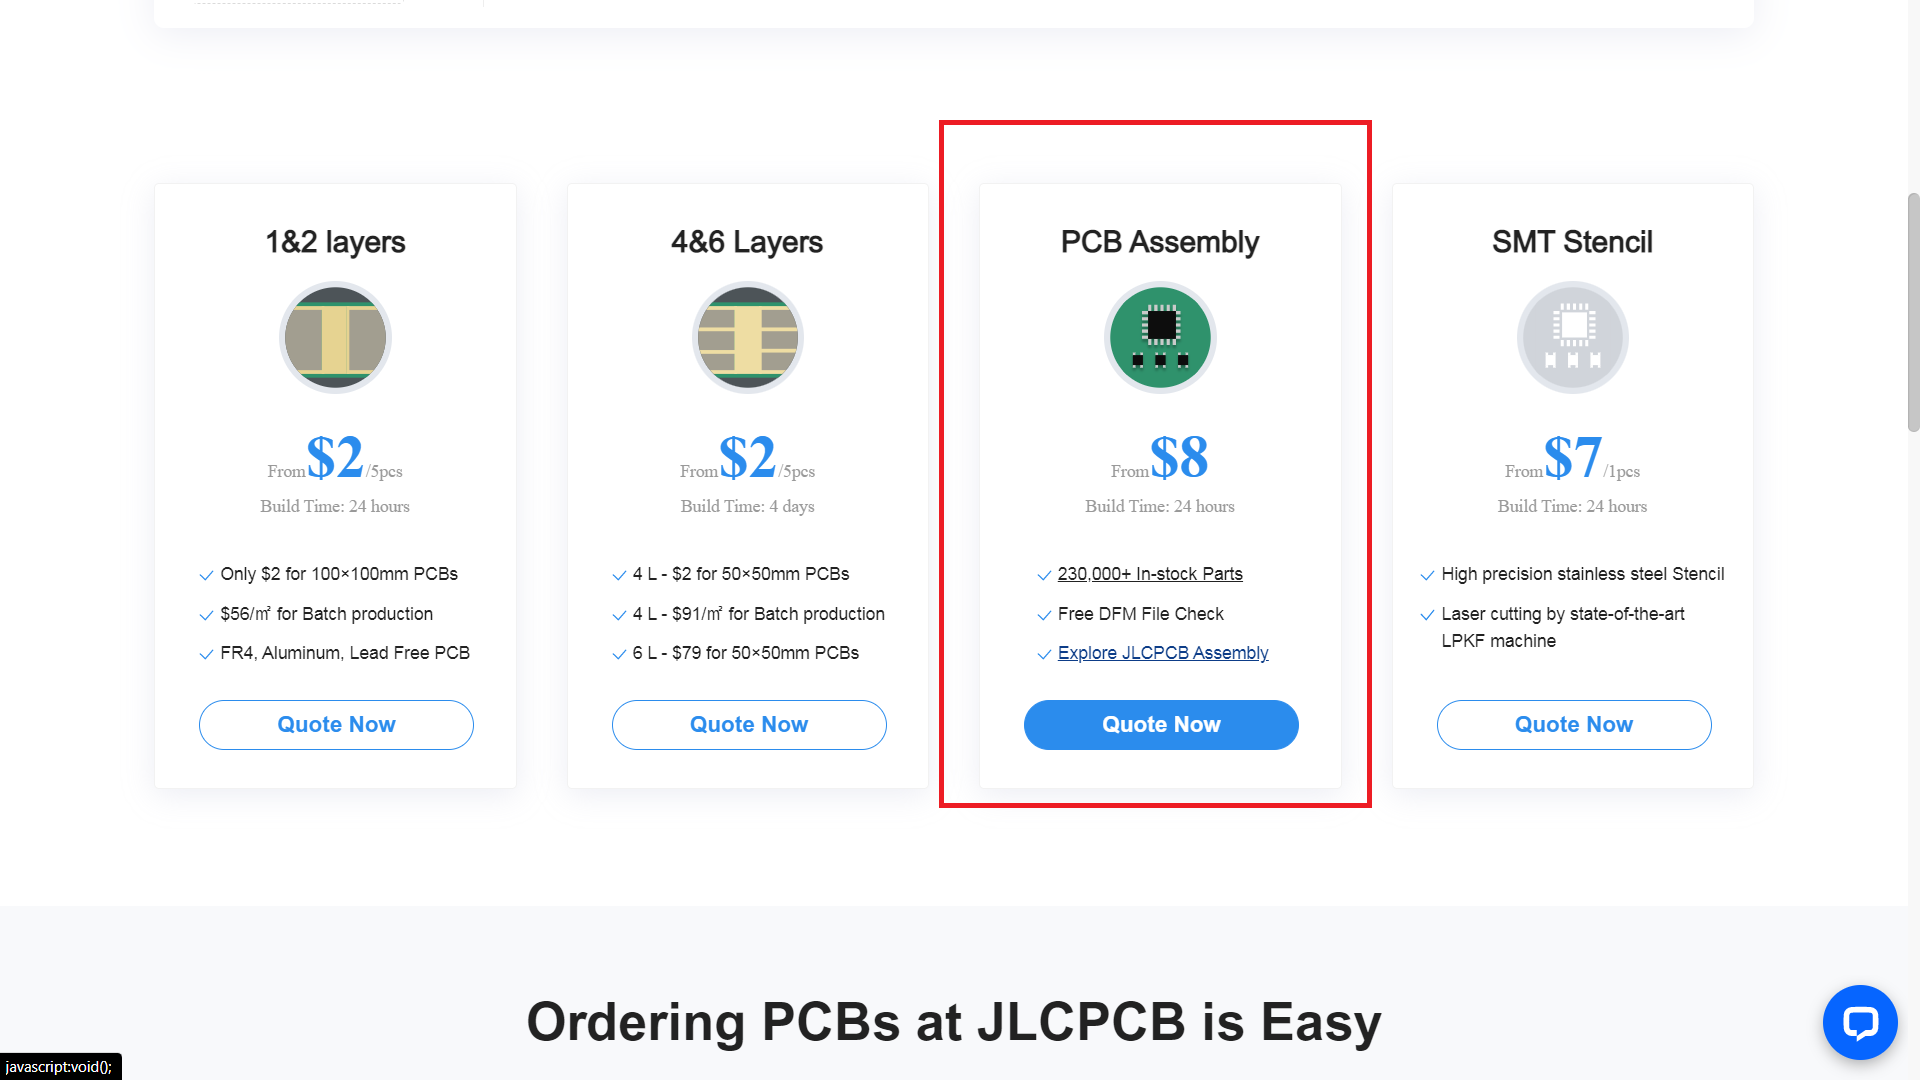 1&2 layers
From $2 /5pcs
Build Time: 24 hours
Only $2 for 100×100mm PCBs
$56/㎡ for Batch production
FR4, Aluminum, Lead Free PCB
Quote Now
4&6 Layers
From $2 /5pcs
Build Time: 4 days
4 L - $2 for 50×50mm PCBs
4 L - $91/㎡ for Batch production
6 L - $79 for 50×50mm PCBs
Quote Now
PCB Assembly
From $8
Build Time: 24 hours
230,000+ In-stock Parts
Free DFM File Check
Explore JLCPCB Assembly
Quote Now
SMT Stencil
From $7 /1pcs
Build Time: 24 hours
High precision stainless steel Stencil
Laser cutting by state-of-the-art
LPKF machine
Quote Now
Ordering PCBs at JLCPCB is Easy
javascript:void();